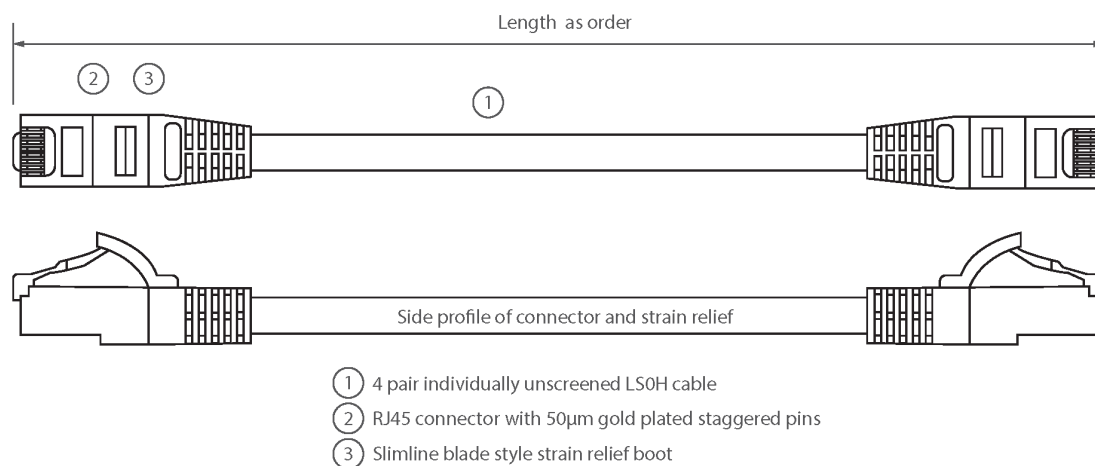 Length as order
2
3
1
Side profile of connector and strain relief
1 4 pair individually unscreened LS0H cable
2 RJ45 connector with 50µm gold plated staggered pins
3 Slimline blade style strain relief boot